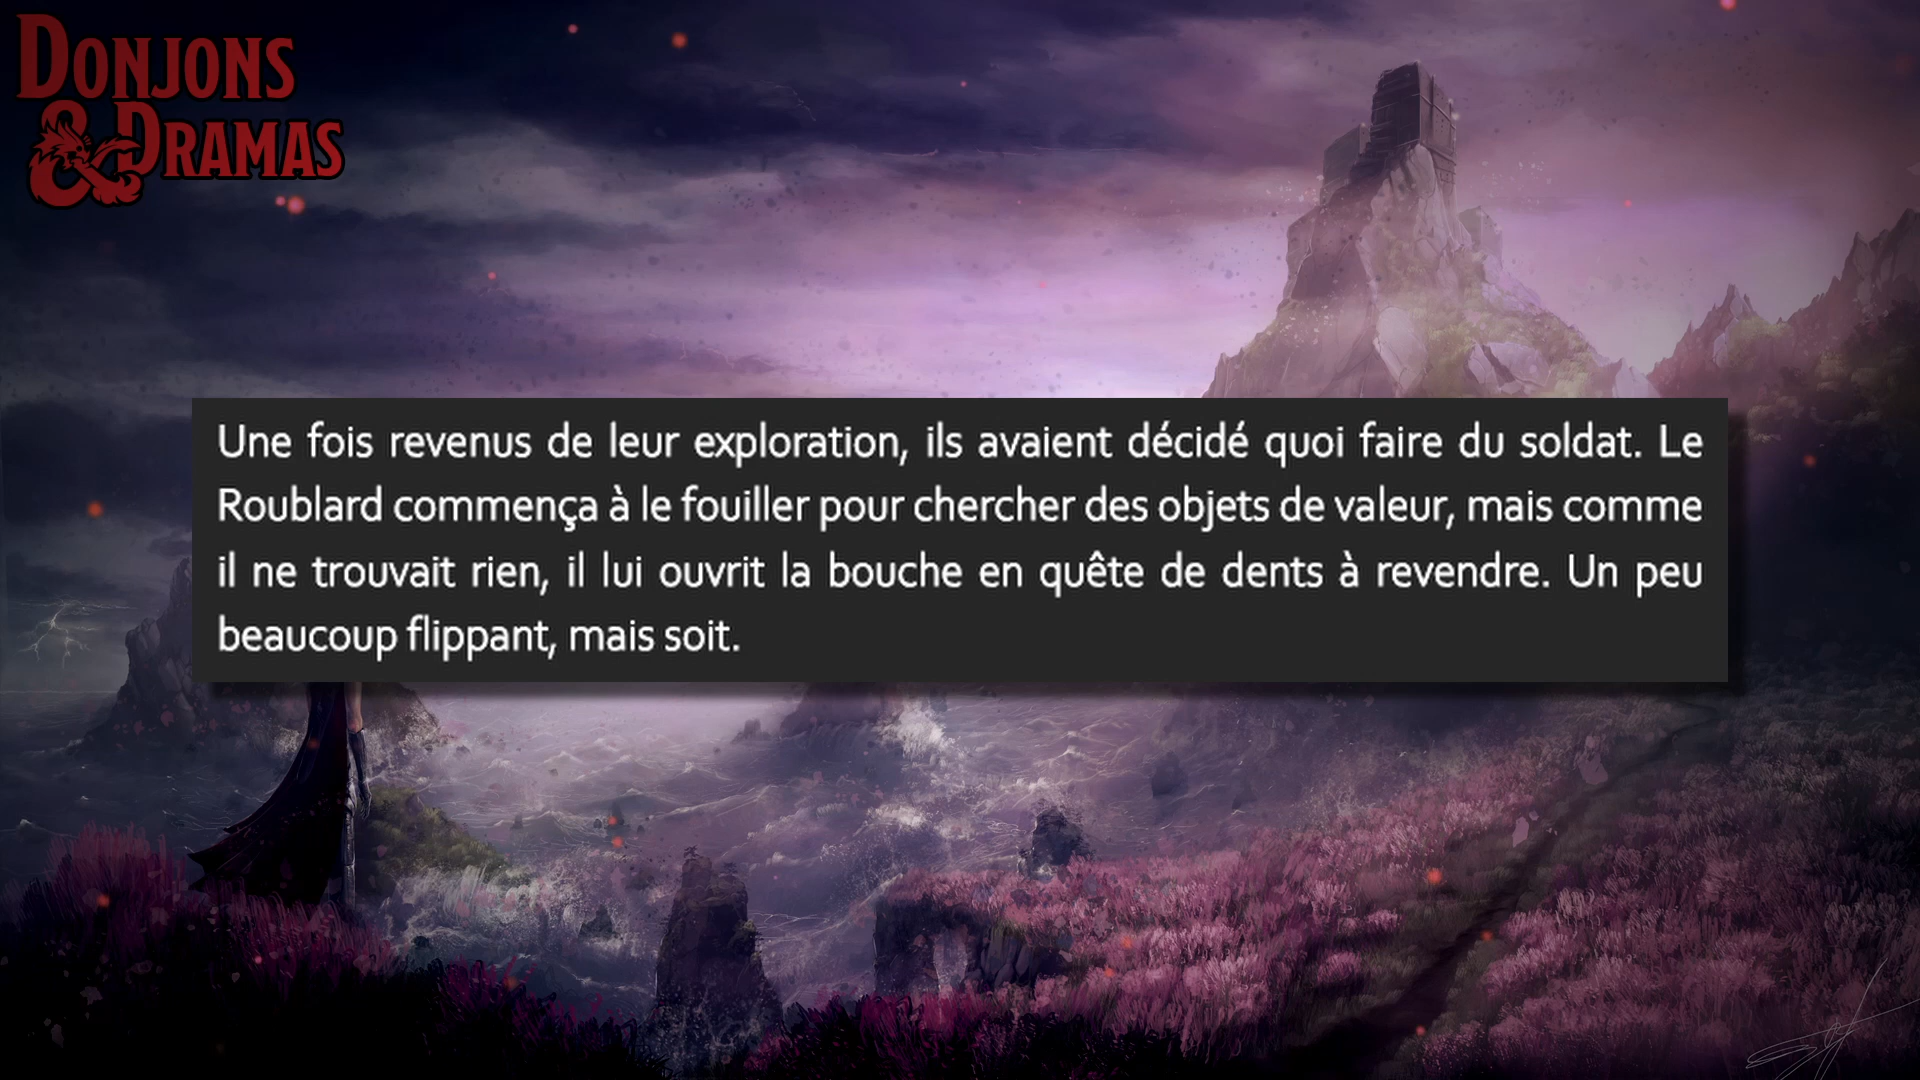 DONJONS
& DRAMAS
Une fois revenus de leur exploration, ils avaient décidé quoi faire du soldat. Le
Roublard commença à le fouiller pour chercher des objets de valeur, mais comme
il ne trouvait rien, il lui ouvrit la bouche en quête de dents à revendre. Un peu
beaucoup flippant, mais soit.